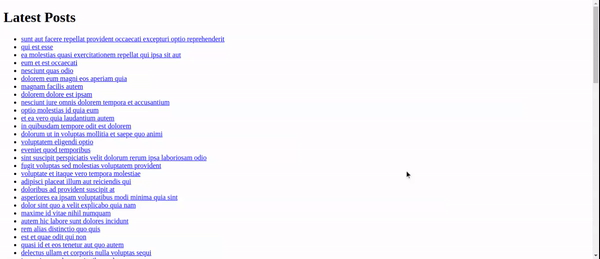 Latest Posts
sunt aut facere repellat provident occaecati excepturi optio reprehenderit
qui est esse
ea molestias quasi exercitationem repellat qui ipsa sit aut
eum et est occaecati
nesciunt quas odio
dolorem eum magni eos aperiam quia
magnam facilis autem
dolorem dolore est ipsam
nesciunt iure omnis dolorem tempora et accusantium
optio molestias id quia eum
et ea vero quia laudantium autem
in quibusdam tempore odit est dolorem
dolorum ut in voluptas mollitia et saepe quo animi
voluptatem eligendi optio
eveniet quod temporibus
sint suscipit perspiciatis velit dolorum rerum ipsa laboriosam odio
fugit voluptas sed molestias voluptatem provident
voluptate et itaque vero tempora molestiae
adipisci placeat illum aut reiciendis qui
doloribus ad provident suscipit at
asperiores ea ipsam voluptatibus modi minima quia sint
dolor sint quo a velit explicabo quia nam
maxime id vitae nihil numquam
autem hic labore sunt dolores incidunt
rem alias distinctio quo quis
est et quae odit qui non
quasi id et eos tenetur aut quo autem
delectus ullam et corporis nulla voluptas sequi